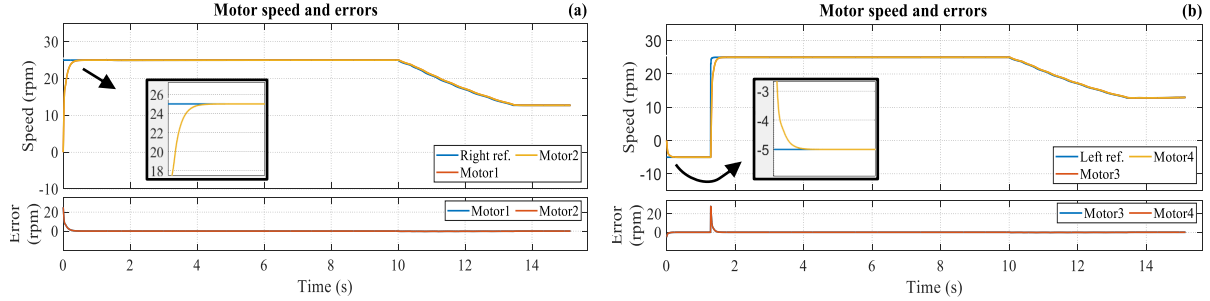 Motor speed and errors (a)
30
20
10
0
-10
Speed (rpm)
26
24
22
20
18
Right ref. Motor2
Motor1
20
0
Error
(rpm)
Motor1 Motor2
0 2 4 6 8 10 12 14
Time (s)
Motor speed and errors (b)
30
20
10
0
-10
Speed (rpm)
-3
-4
-5
Left ref. Motor4
Motor3
20
0
Error
(rpm)
Motor3 Motor4
0 2 4 6 8 10 12 14
Time (s)